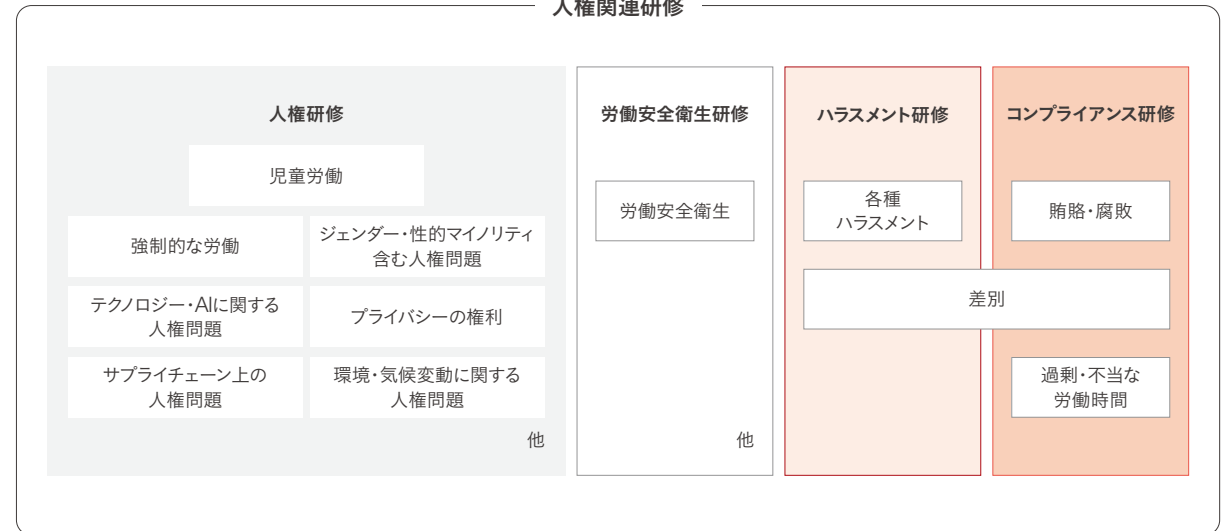 人権関連研修
人権研修
児童労働
強制的な労働
ジェンダー・性的マイノリティ
含む人権問題
テクノロジー・AIに関する
人権問題
プライバシーの権利
サプライチェーン上の
人権問題
環境・気候変動に関する
人権問題
他
労働安全衛生研修
労働安全衛生
他
ハラスメント研修
各種
ハラスメント
コンプライアンス研修
賄賂・腐敗
差別
過剰・不当な
労働時間